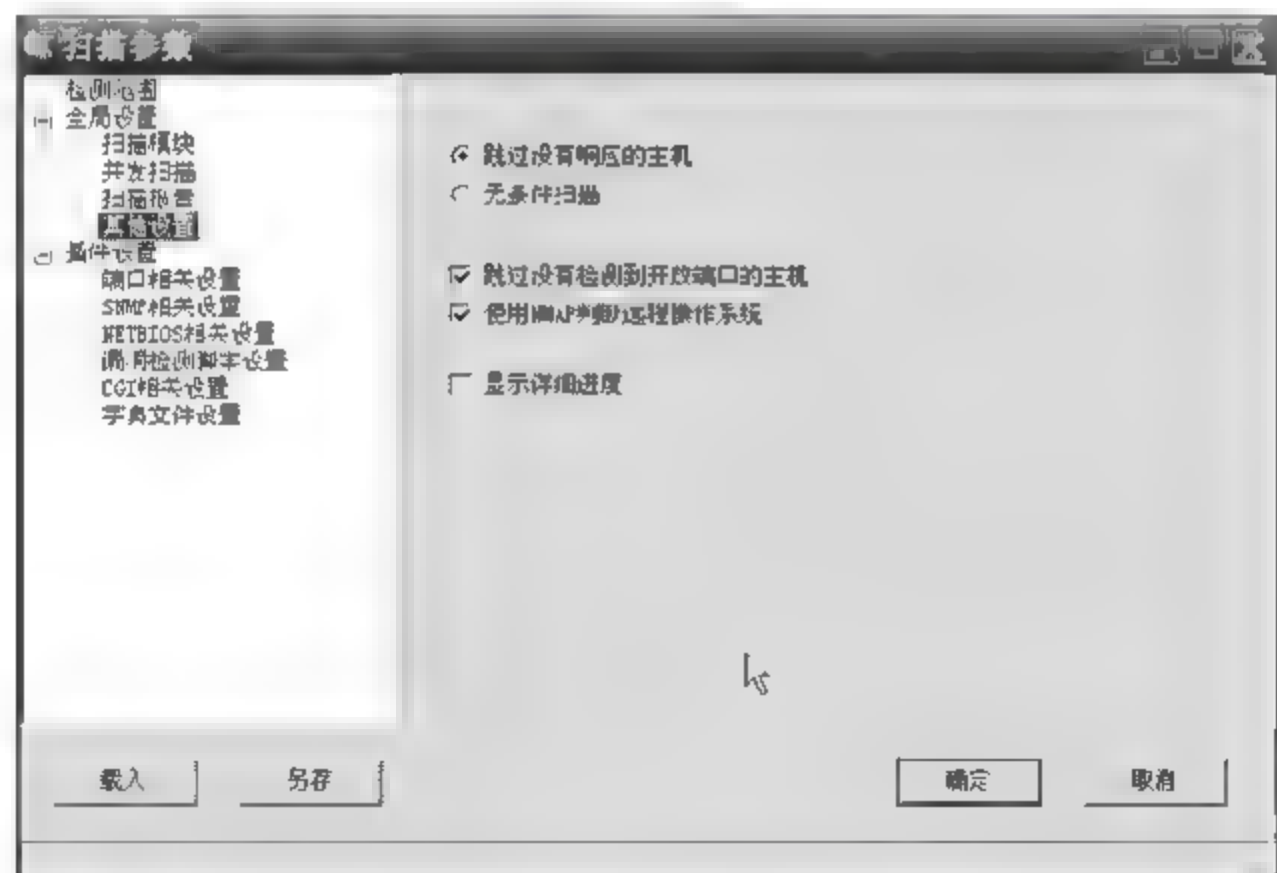 扫描参数
检测范围
全局设置
扫描模块
并发扫描
扫描报告
其他设置
插件设置
端口相关设置
SNMP相关设置
NETBIOS相关设置
漏洞检测脚本设置
CGI相关设置
字典文件设置
跳过没有响应的主机
无条件扫描
跳过没有检测到开放端口的主机
使用NMAP判断远程操作系统
显示详细进度
载入
另存
确定
取消